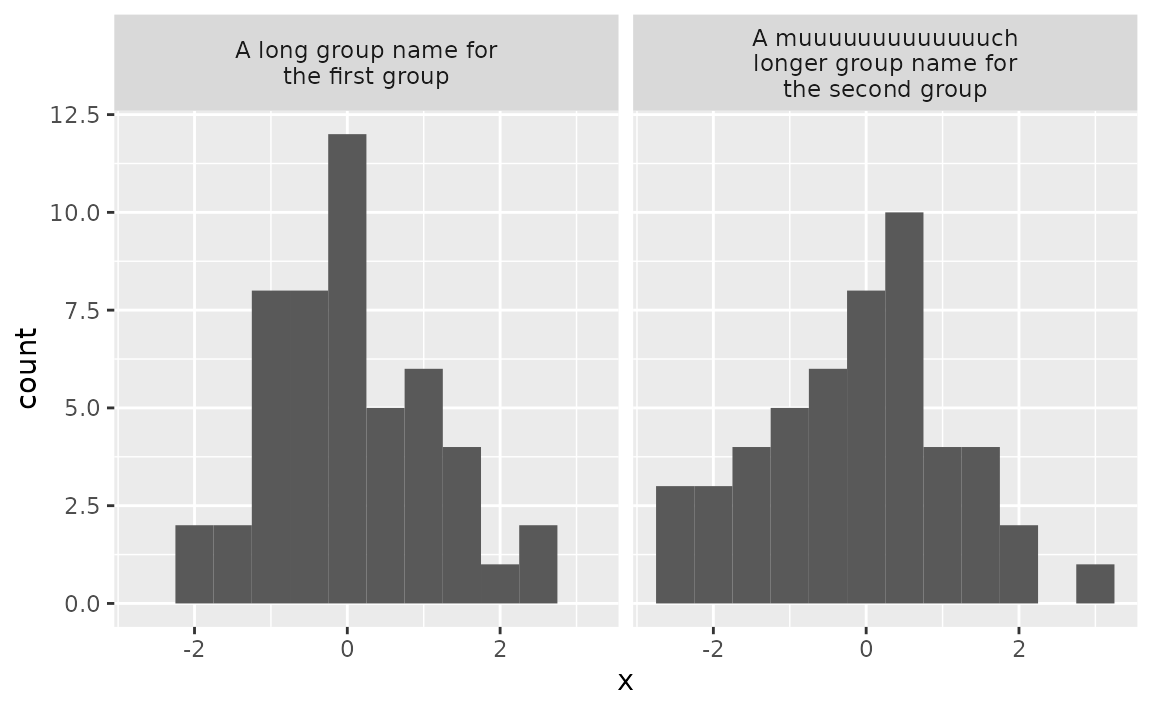 A long group name for
the first group
A muuuuuuuuuuuuuch
longer group name for
the second group
12.5
10.0
7.5
5.0
2.5
0.0
count
-2 0 2
-2 0 2
x